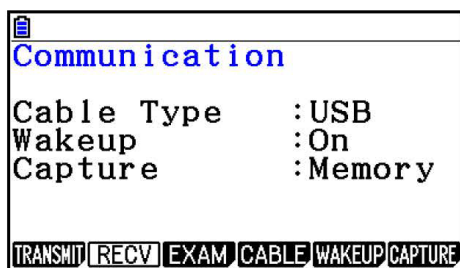 Communication
Cable Type :USB
Wakeup :On
Capture :Memory
TRANSMIT RECV EXAM CABLE WAKEUP CAPTURE